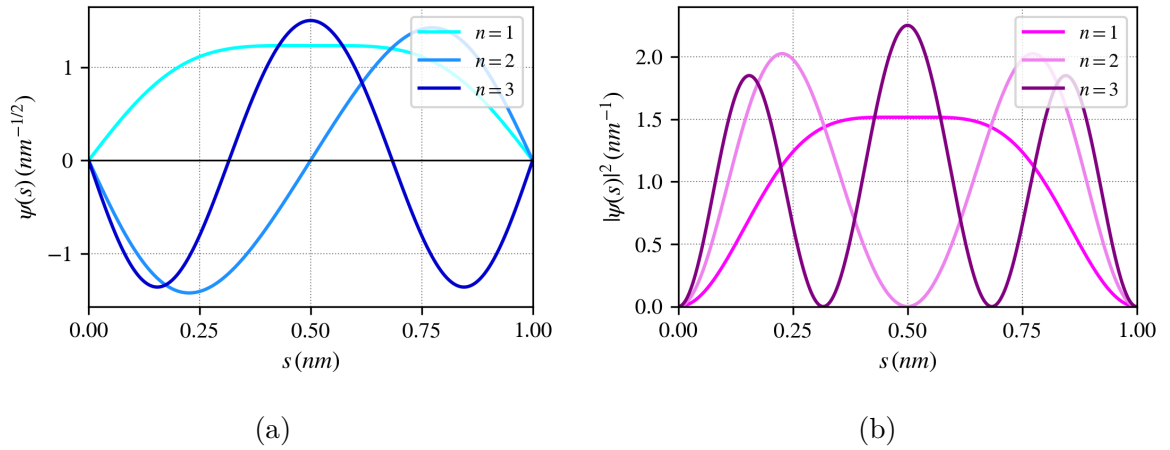 ψ(s) (nm⁻¹/²)
1
0
−1
n = 1
n = 2
n = 3
0.00 0.25 0.50 0.75 1.00
s (nm)
(a)
|ψ(s)|² (nm⁻¹)
2.0
1.5
1.0
0.5
0.0
n = 1
n = 2
n = 3
0.00 0.25 0.50 0.75 1.00
s (nm)
(b)